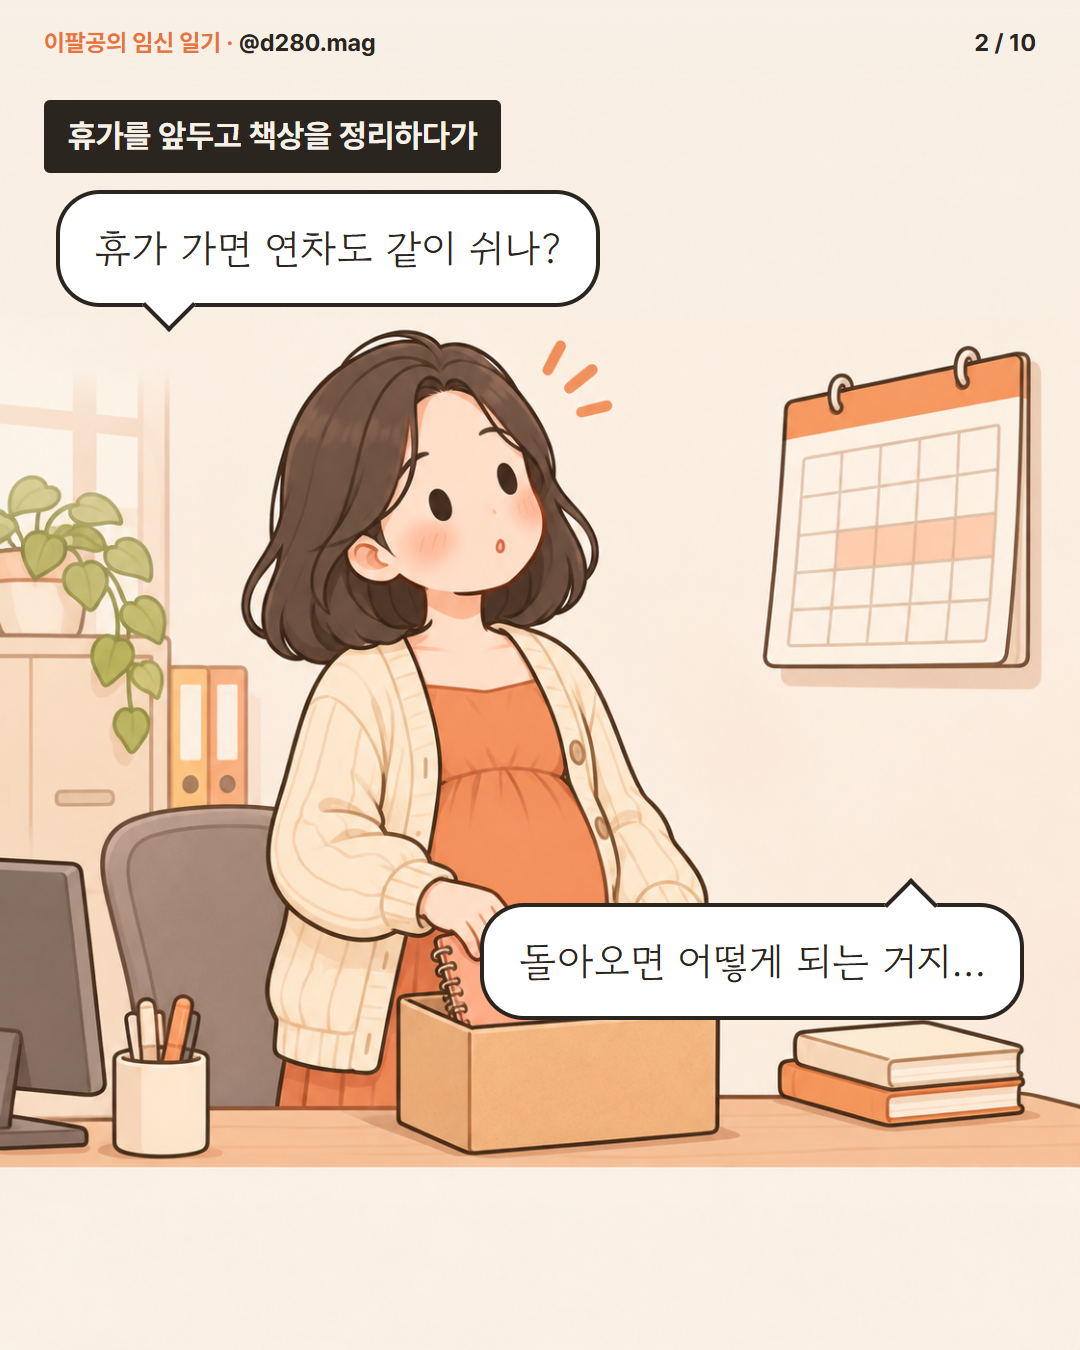 이팔공의 임신 일기 · @d280.mag
2 / 10
휴가를 앞두고 책상을 정리하다가
휴가 가면 연차도 같이 쉬나?
돌아오면 어떻게 되는 거지...